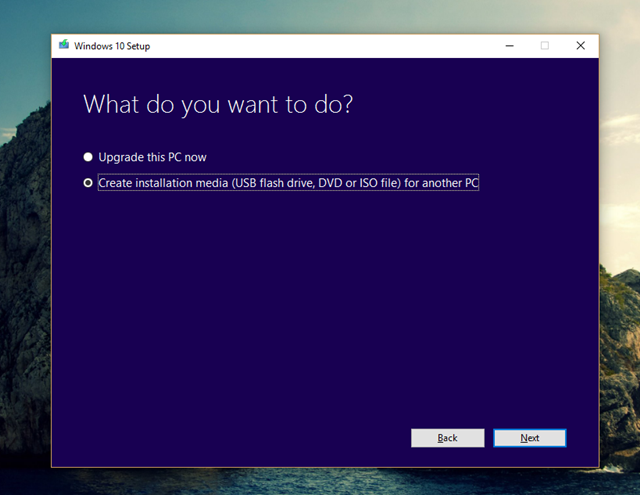 Windows 10 Setup
What do you want to do?
Upgrade this PC now
Create installation media (USB flash drive, DVD or ISO file) for another PC
Back
Next